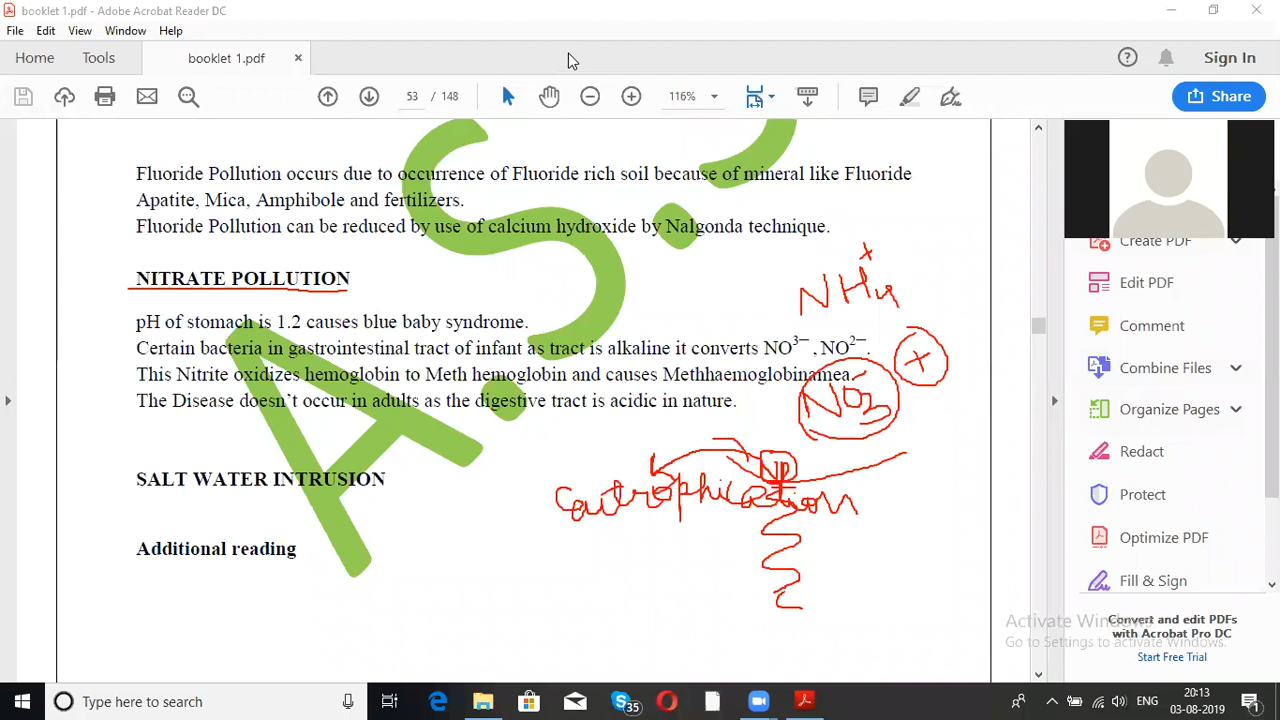 booklet 1.pdf - Adobe Acrobat Reader DC
File Edit View Window Help
Home Tools booklet 1.pdf × Sign In
53 / 148 116% Share
Fluoride Pollution occurs due to occurrence of Fluoride rich soil because of mineral like Fluoride
Apatite, Mica, Amphibole and fertilizers.
Fluoride Pollution can be reduced by use of calcium hydroxide by Nalgonda technique.
NH4+
NITRATE POLLUTION
pH of stomach is 1.2 causes blue baby syndrome.
Certain bacteria in gastrointestinal tract of infant as tract is alkaline it converts NO³⁻, NO²⁻.
+
This Nitrite oxidizes hemoglobin to Meth hemoglobin and causes Methhaemoglobinamea.
NO3-
The Disease doesn't occur in adults as the digestive tract is acidic in nature.
SALT WATER INTRUSION
eutrophication
Additional reading
A.S.
Create PDF
Edit PDF
Comment
Combine Files
Organize Pages
Redact
Protect
Optimize PDF
Fill & Sign
Convert and edit PDFs
with Acrobat Pro DC
Start Free Trial
Activate Windows
Go to Settings to activate Windows.
Type here to search
35
ENG
20:13
03-08-2019
1